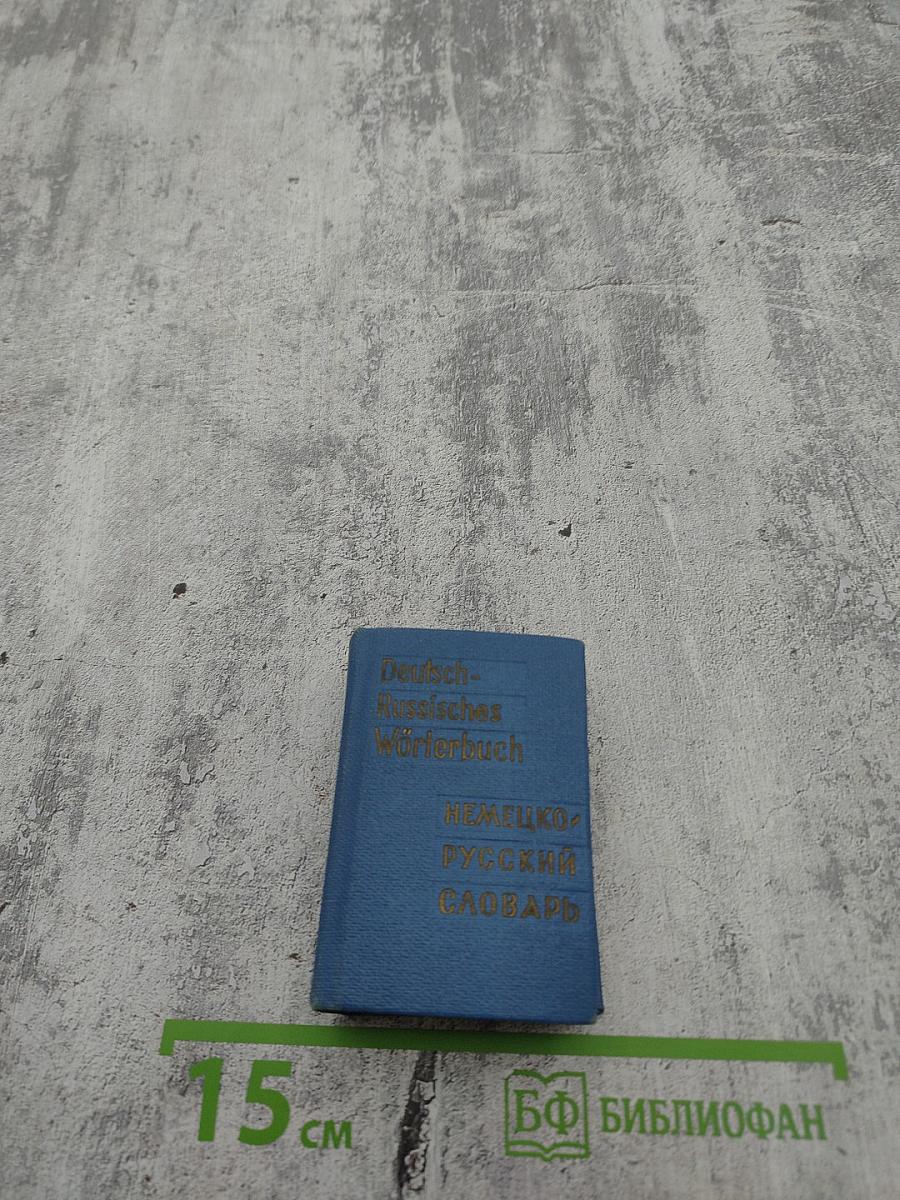 Deutsch-
Russisches
Wörterbuch
НЕМЕЦКО-
РУССКИЙ
СЛОВАРЬ
15 см
БФ БИБЛИОФАН